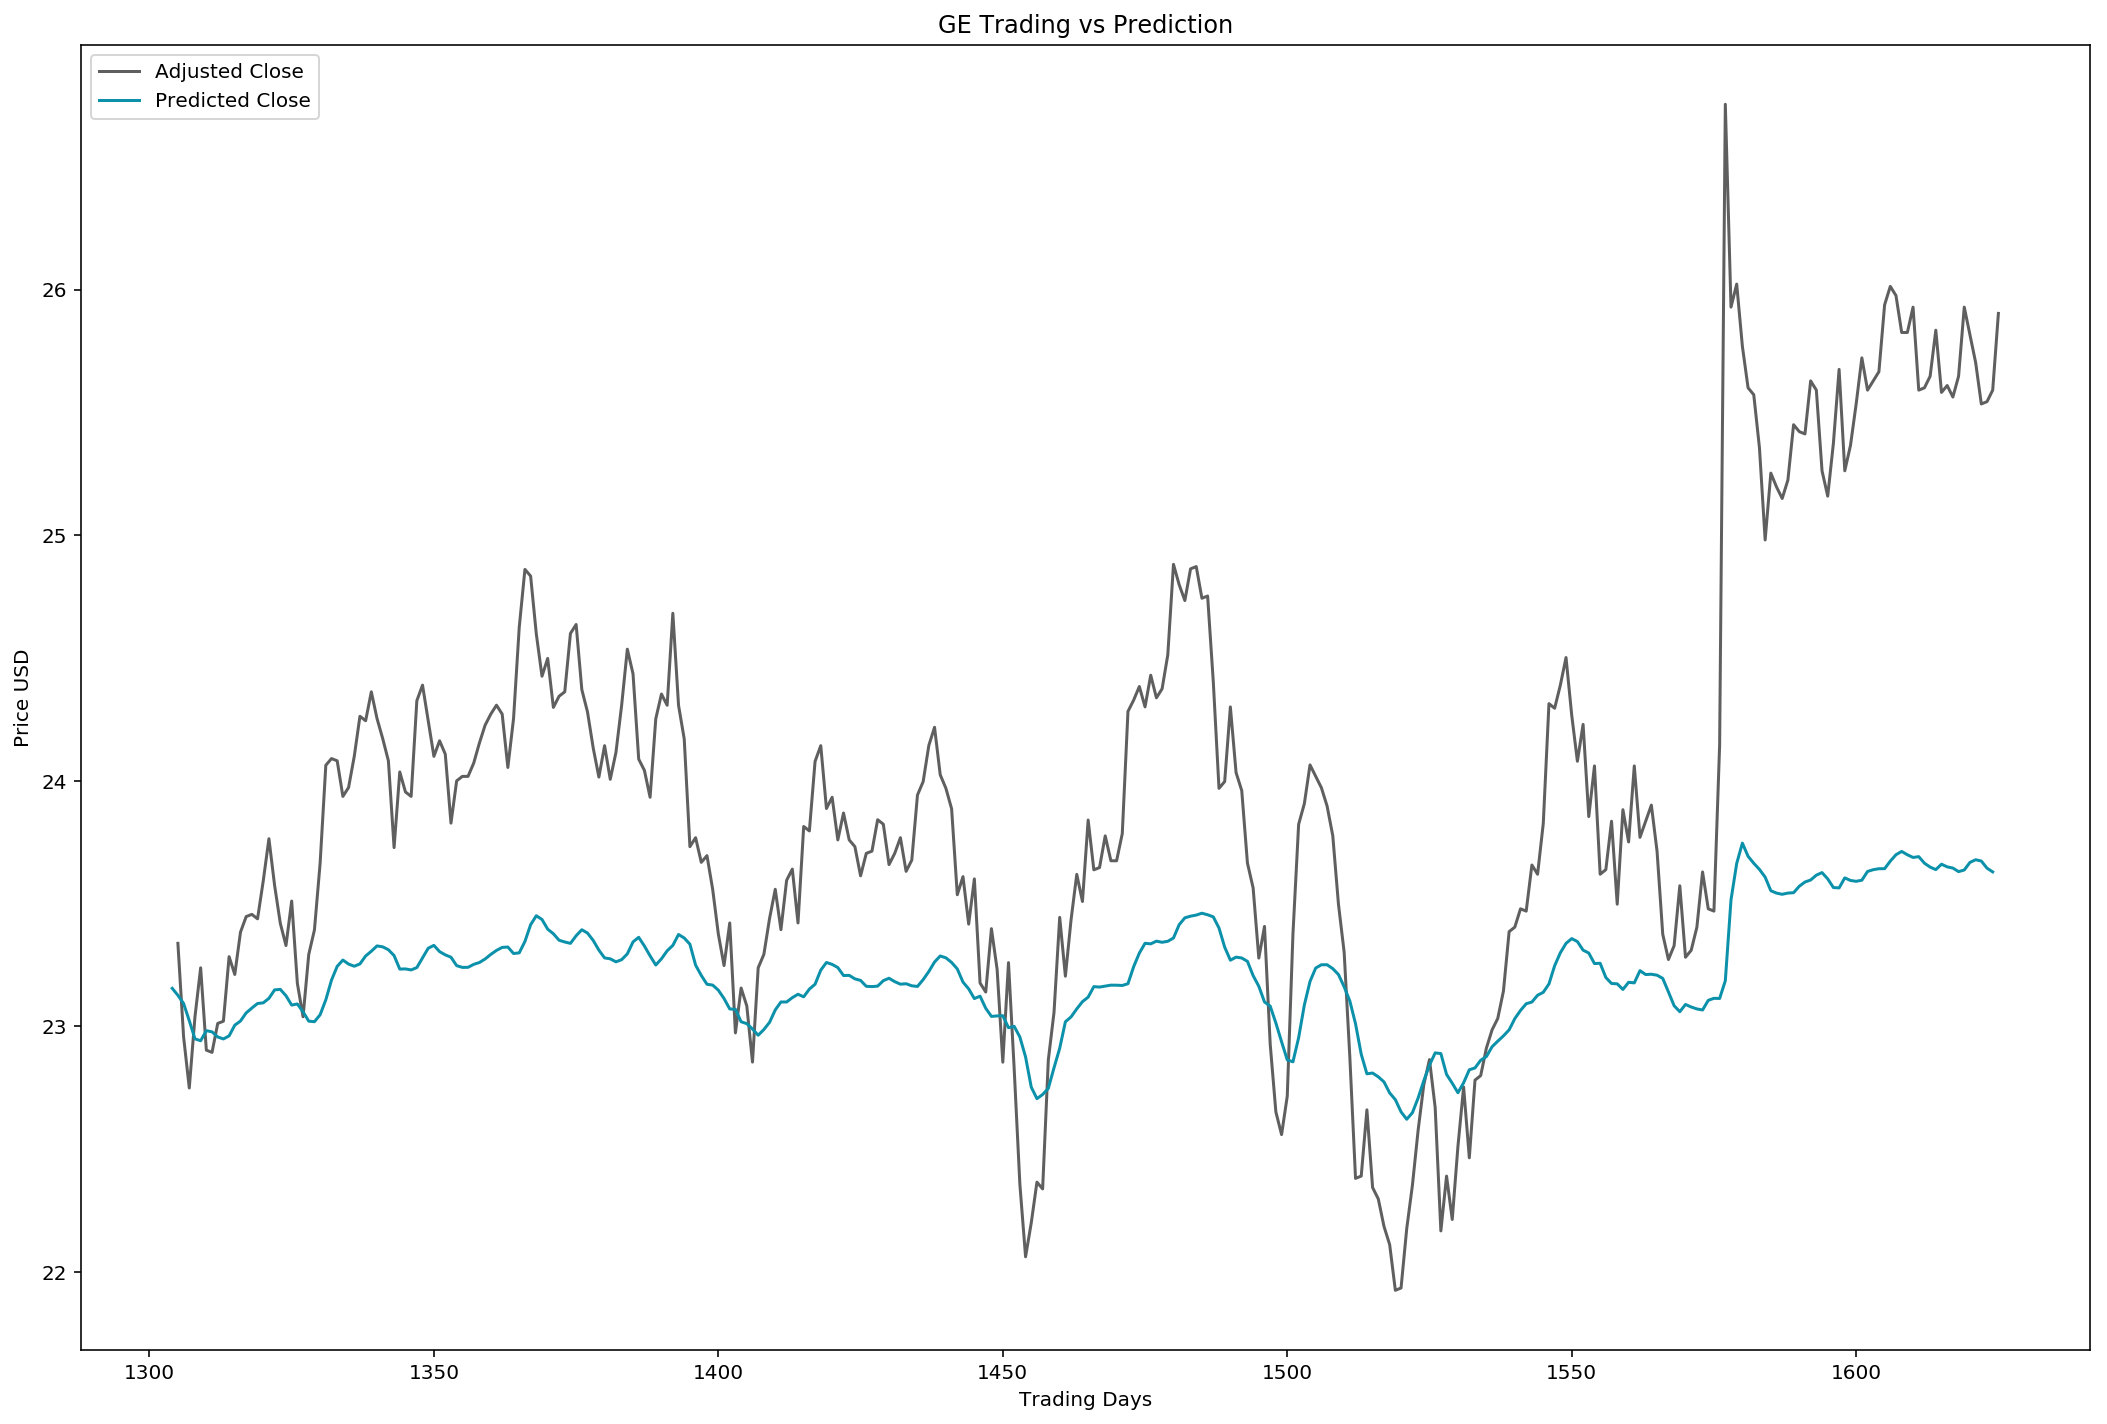 GE Trading vs Prediction
Adjusted Close
Predicted Close
Price USD
26
25
24
23
22
1300 1350 1400 1450 1500 1550 1600
Trading Days